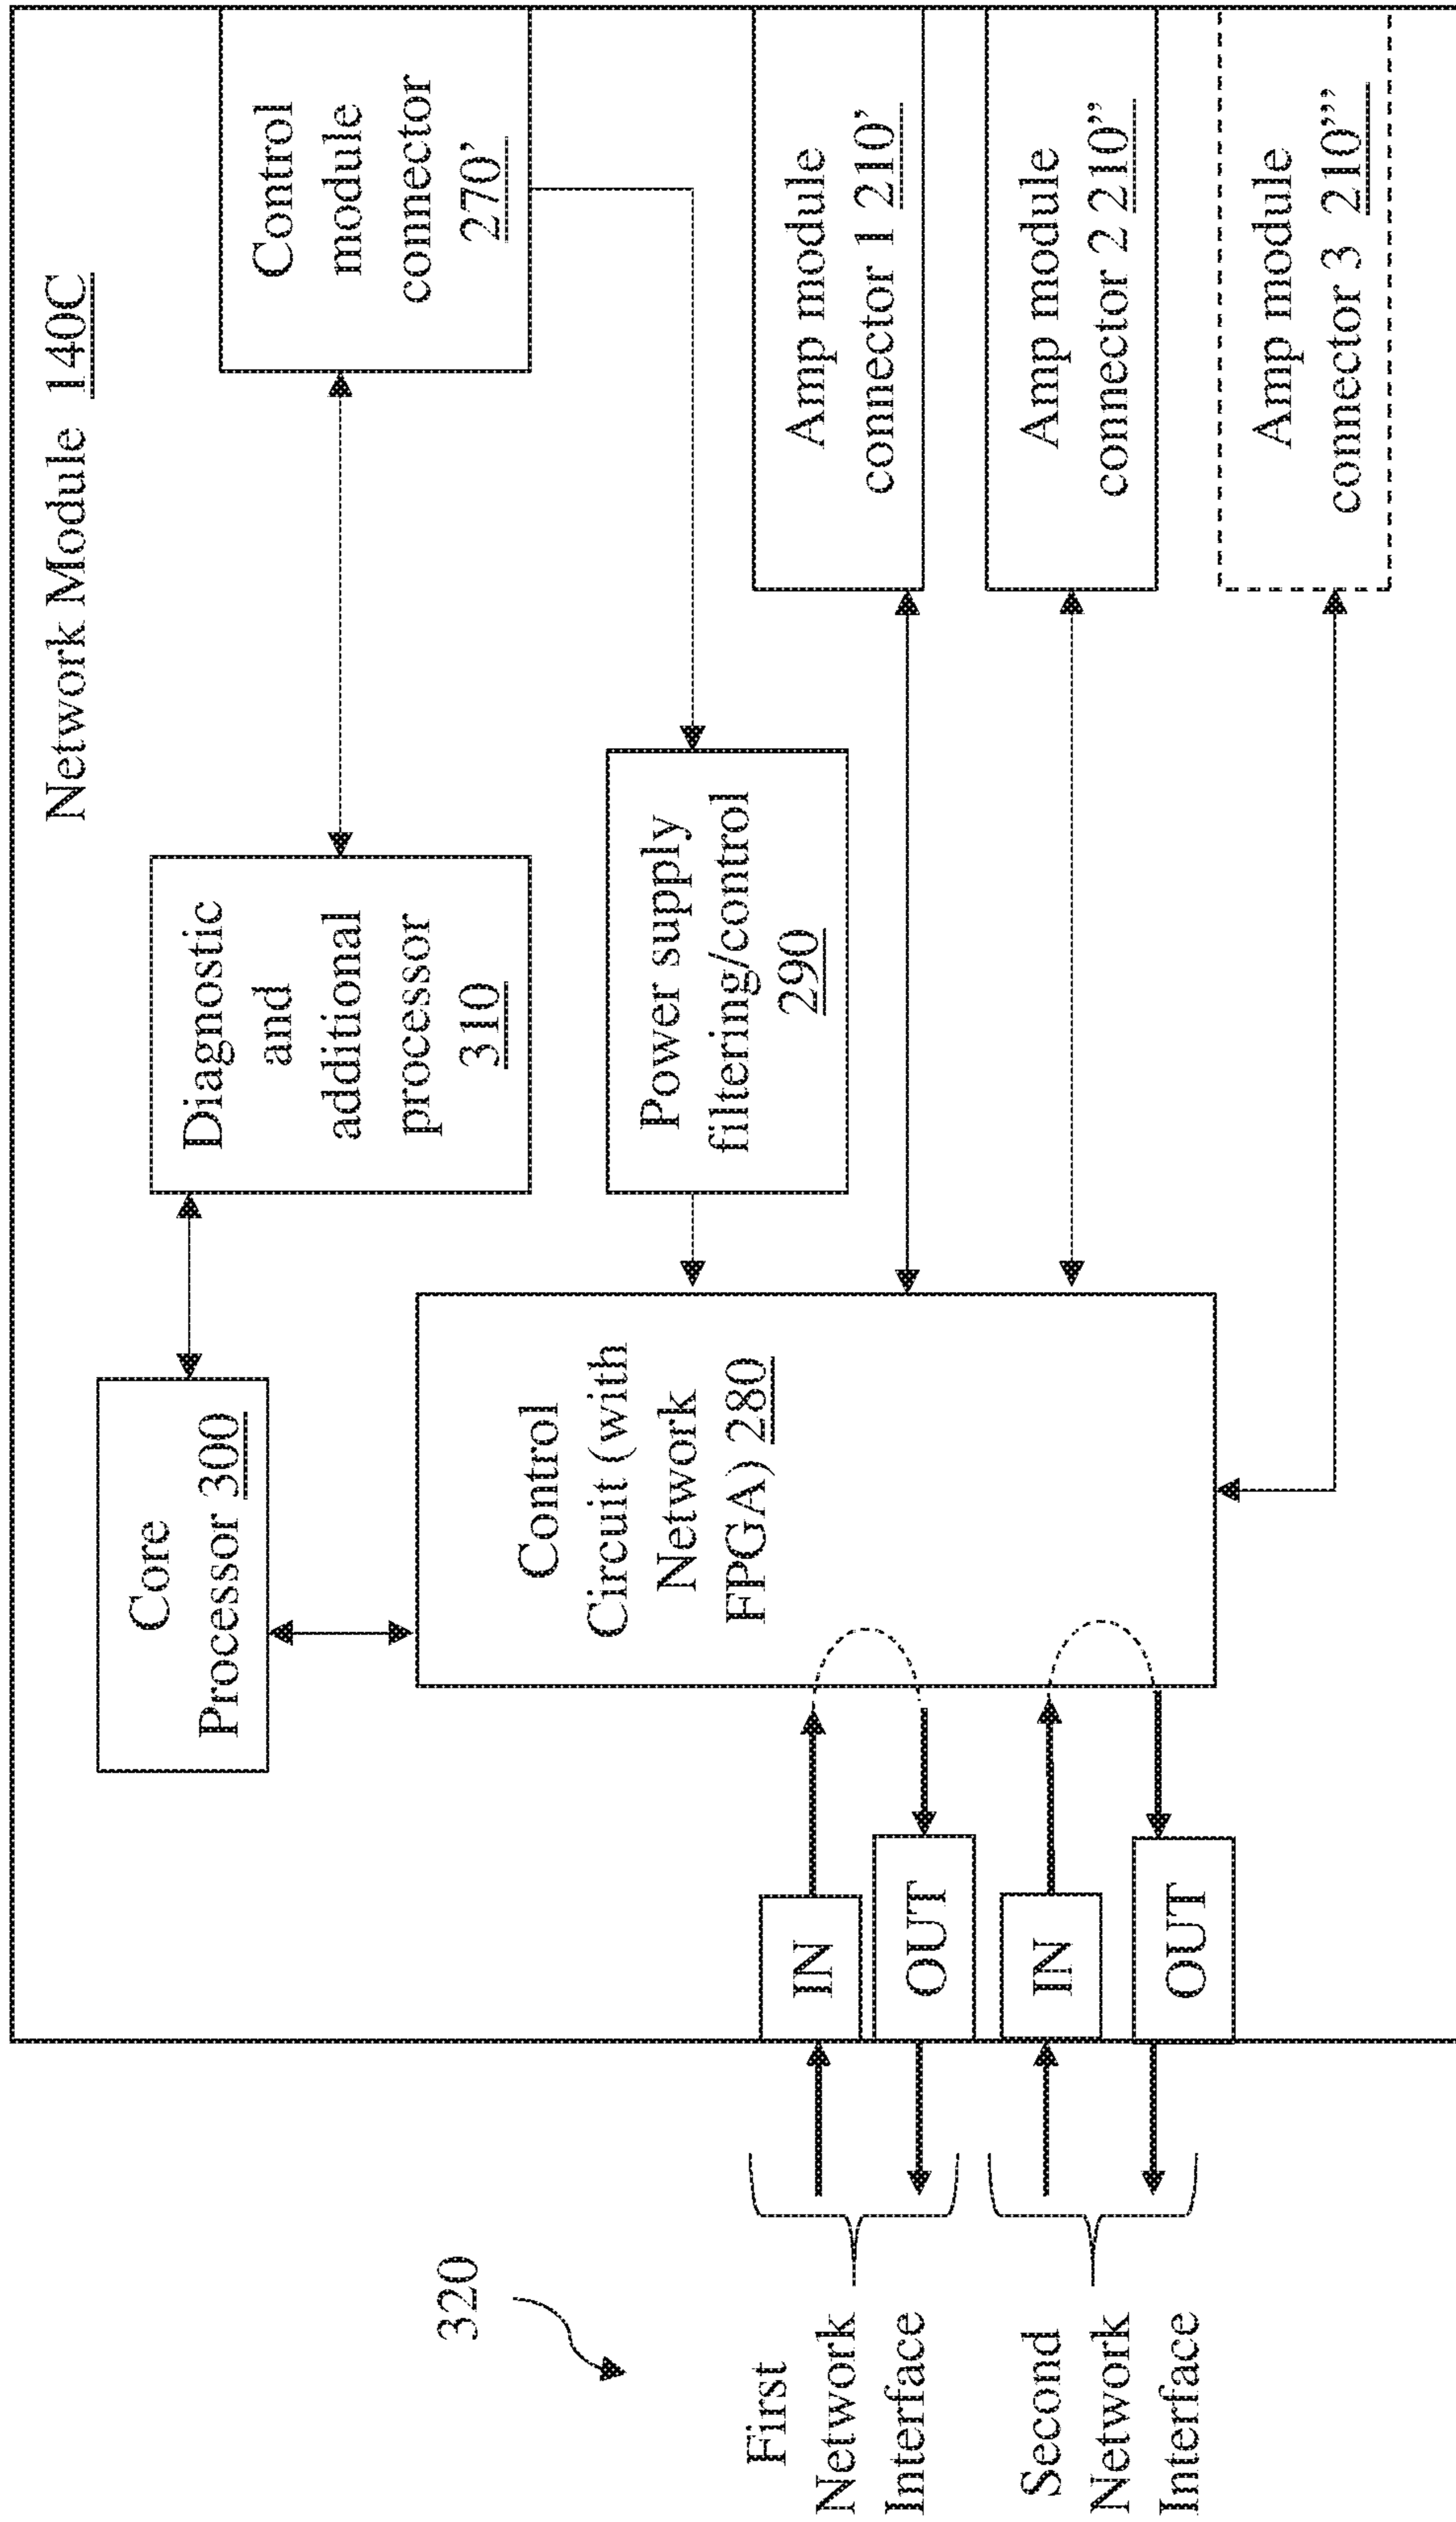 Network Module 140C
Core
Processor 300
Diagnostic
and
additional
processor
310
Control
module
connector
270’
Control
Circuit (with
Network
FPGA) 280
Power supply
filtering/control
290
Amp module
connector 1 210’
Amp module
connector 2 210’’
Amp module
connector 3 210’’’
IN
OUT
IN
OUT
320
First
Network
Interface
Second
Network
Interface